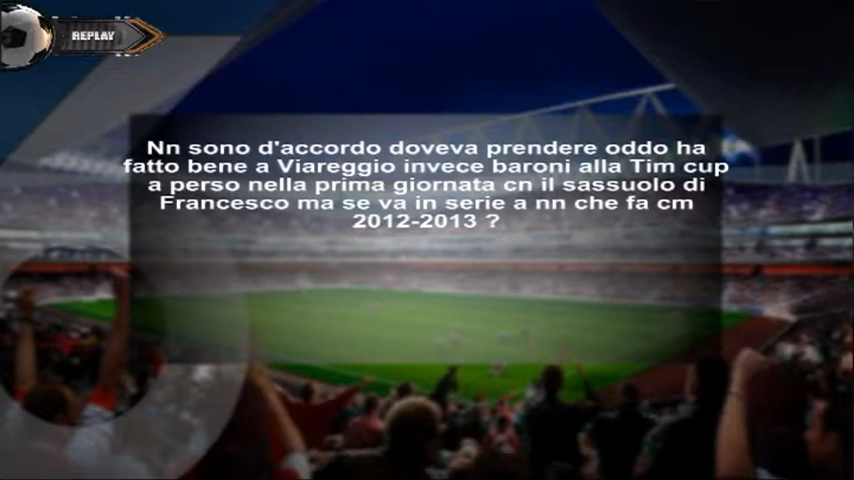 REPLAY
Nn sono d'accordo doveva prendere oddo ha
fatto bene a Viareggio invece baroni alla Tim cup
a perso nella prima giornata cn il sassuolo di
Francesco ma se va in serie a nn che fa cm
2012-2013 ?